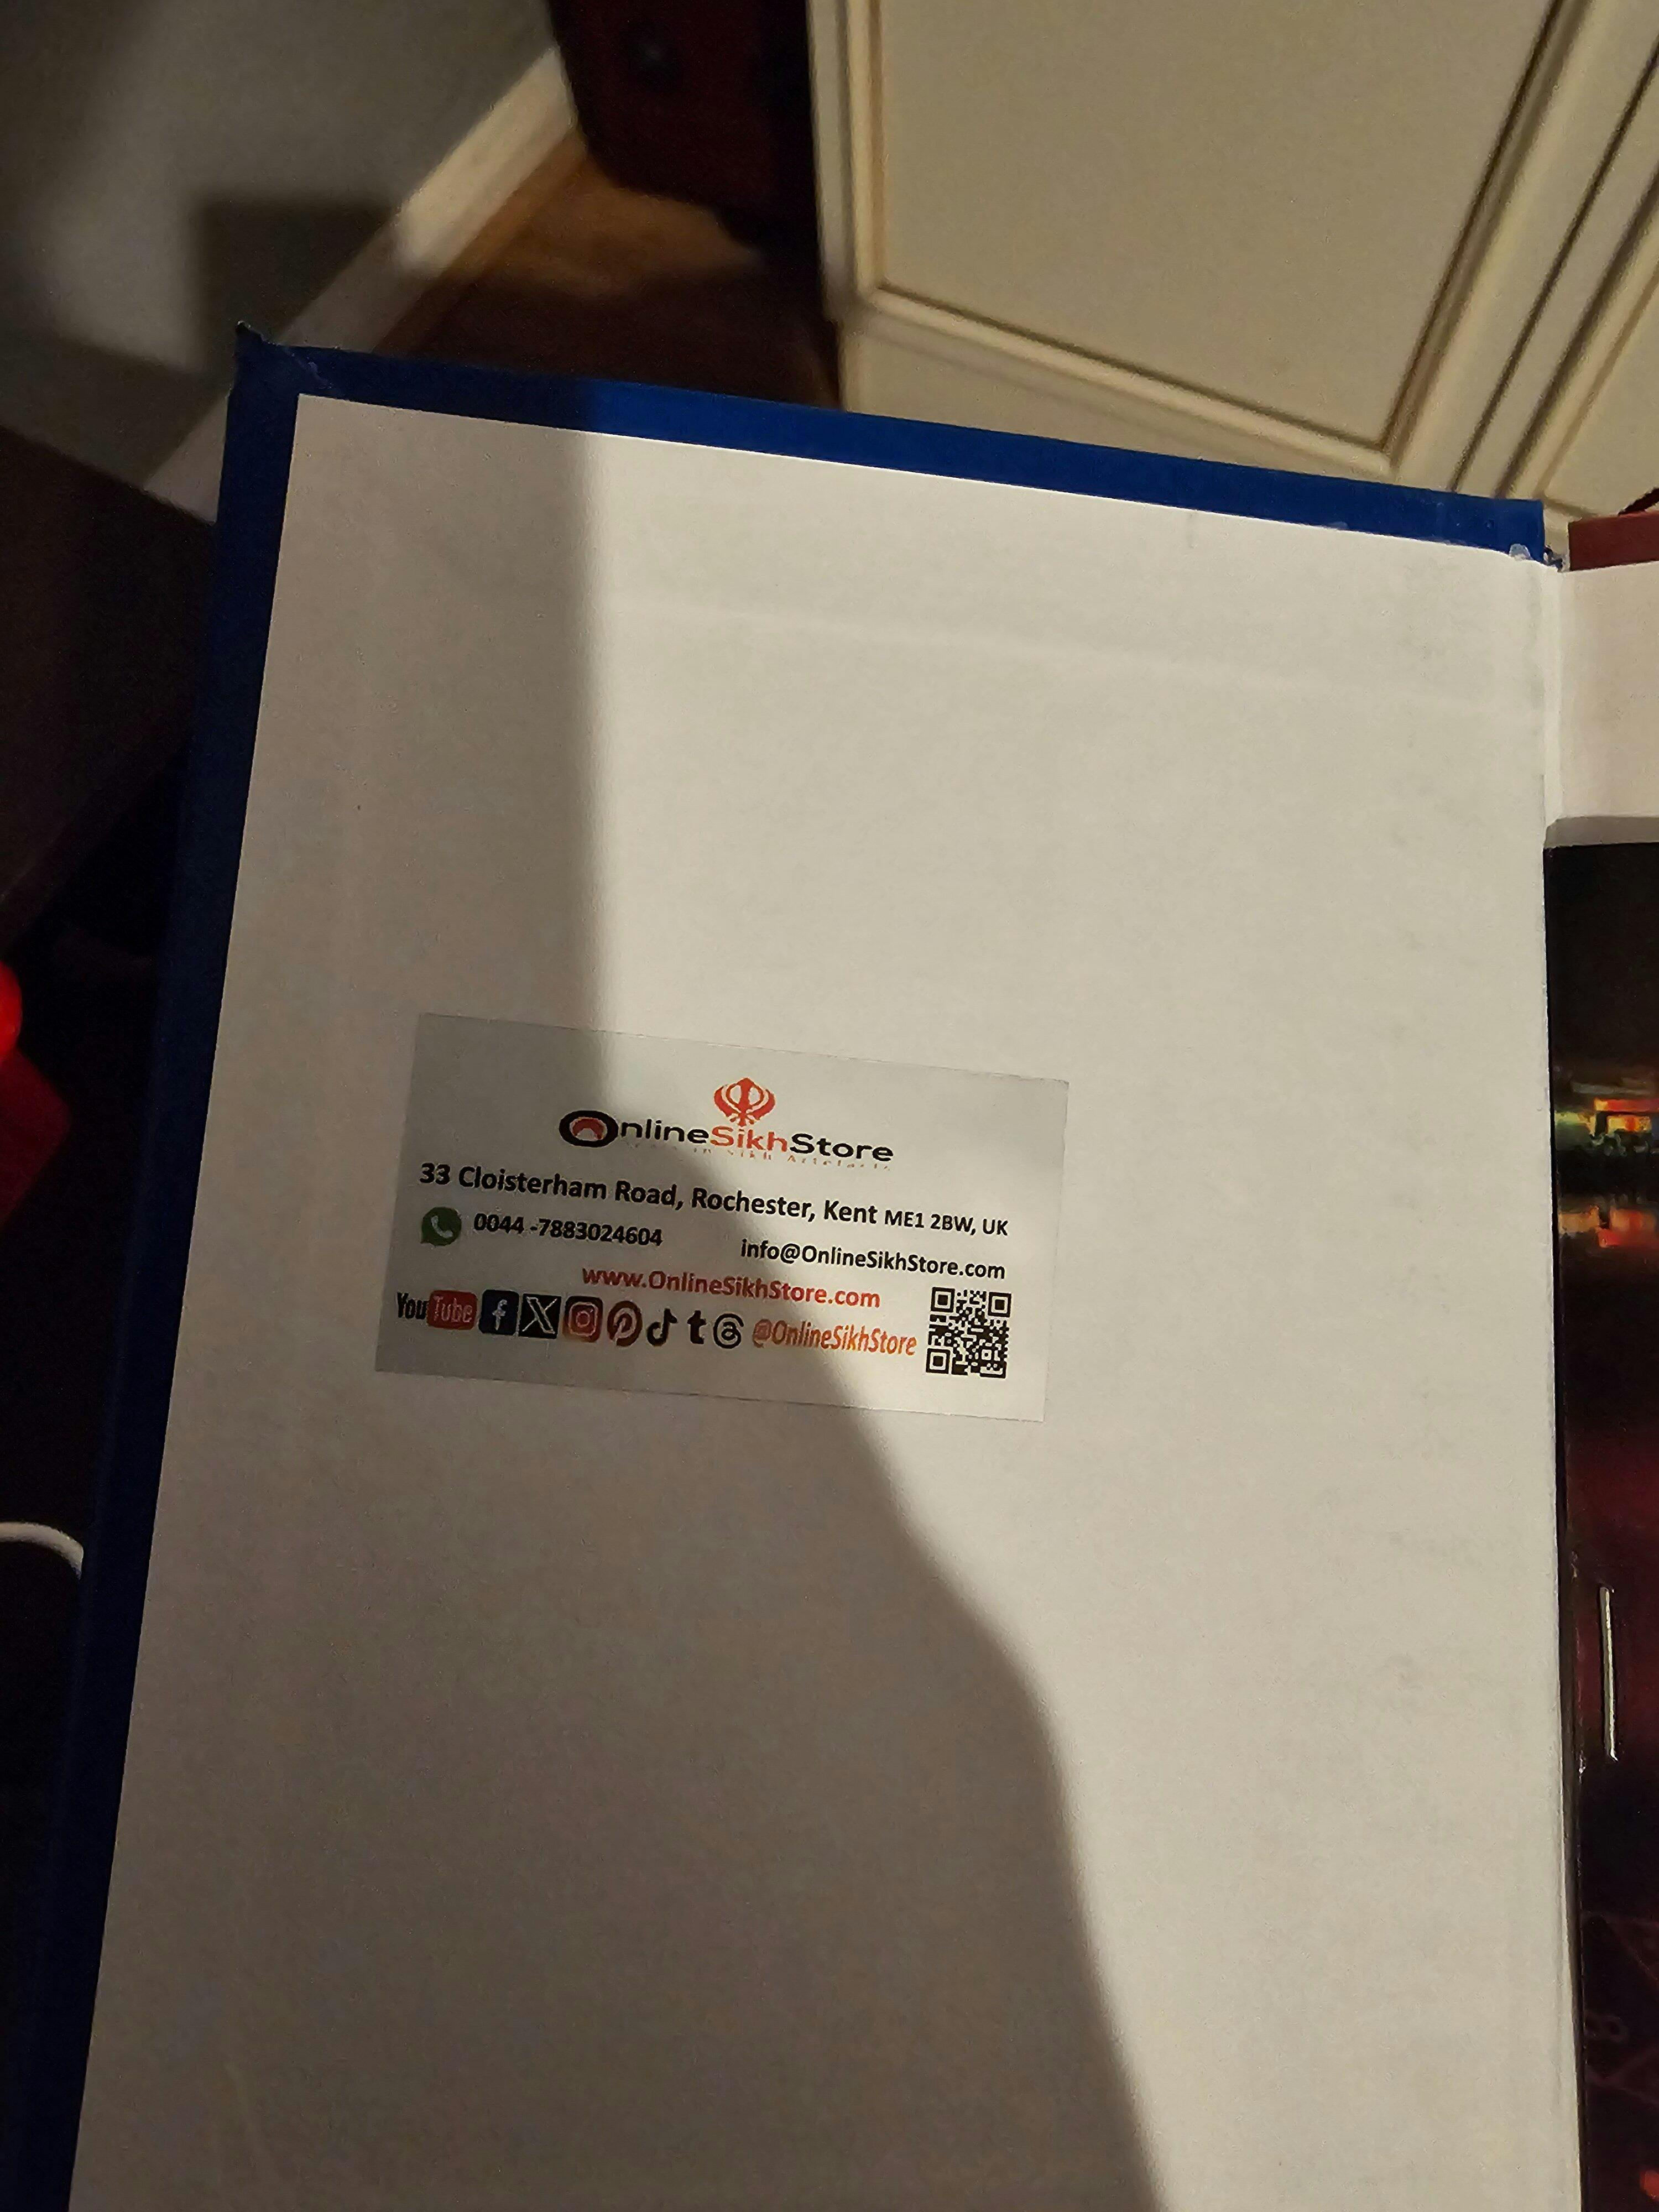 OnlineSikhStore
33 Cloisterham Road, Rochester, Kent ME1 2BW, UK
0044 -7883024604
info@OnlineSikhStore.com
www.OnlineSikhStore.com
YouTube @OnlineSikhStore